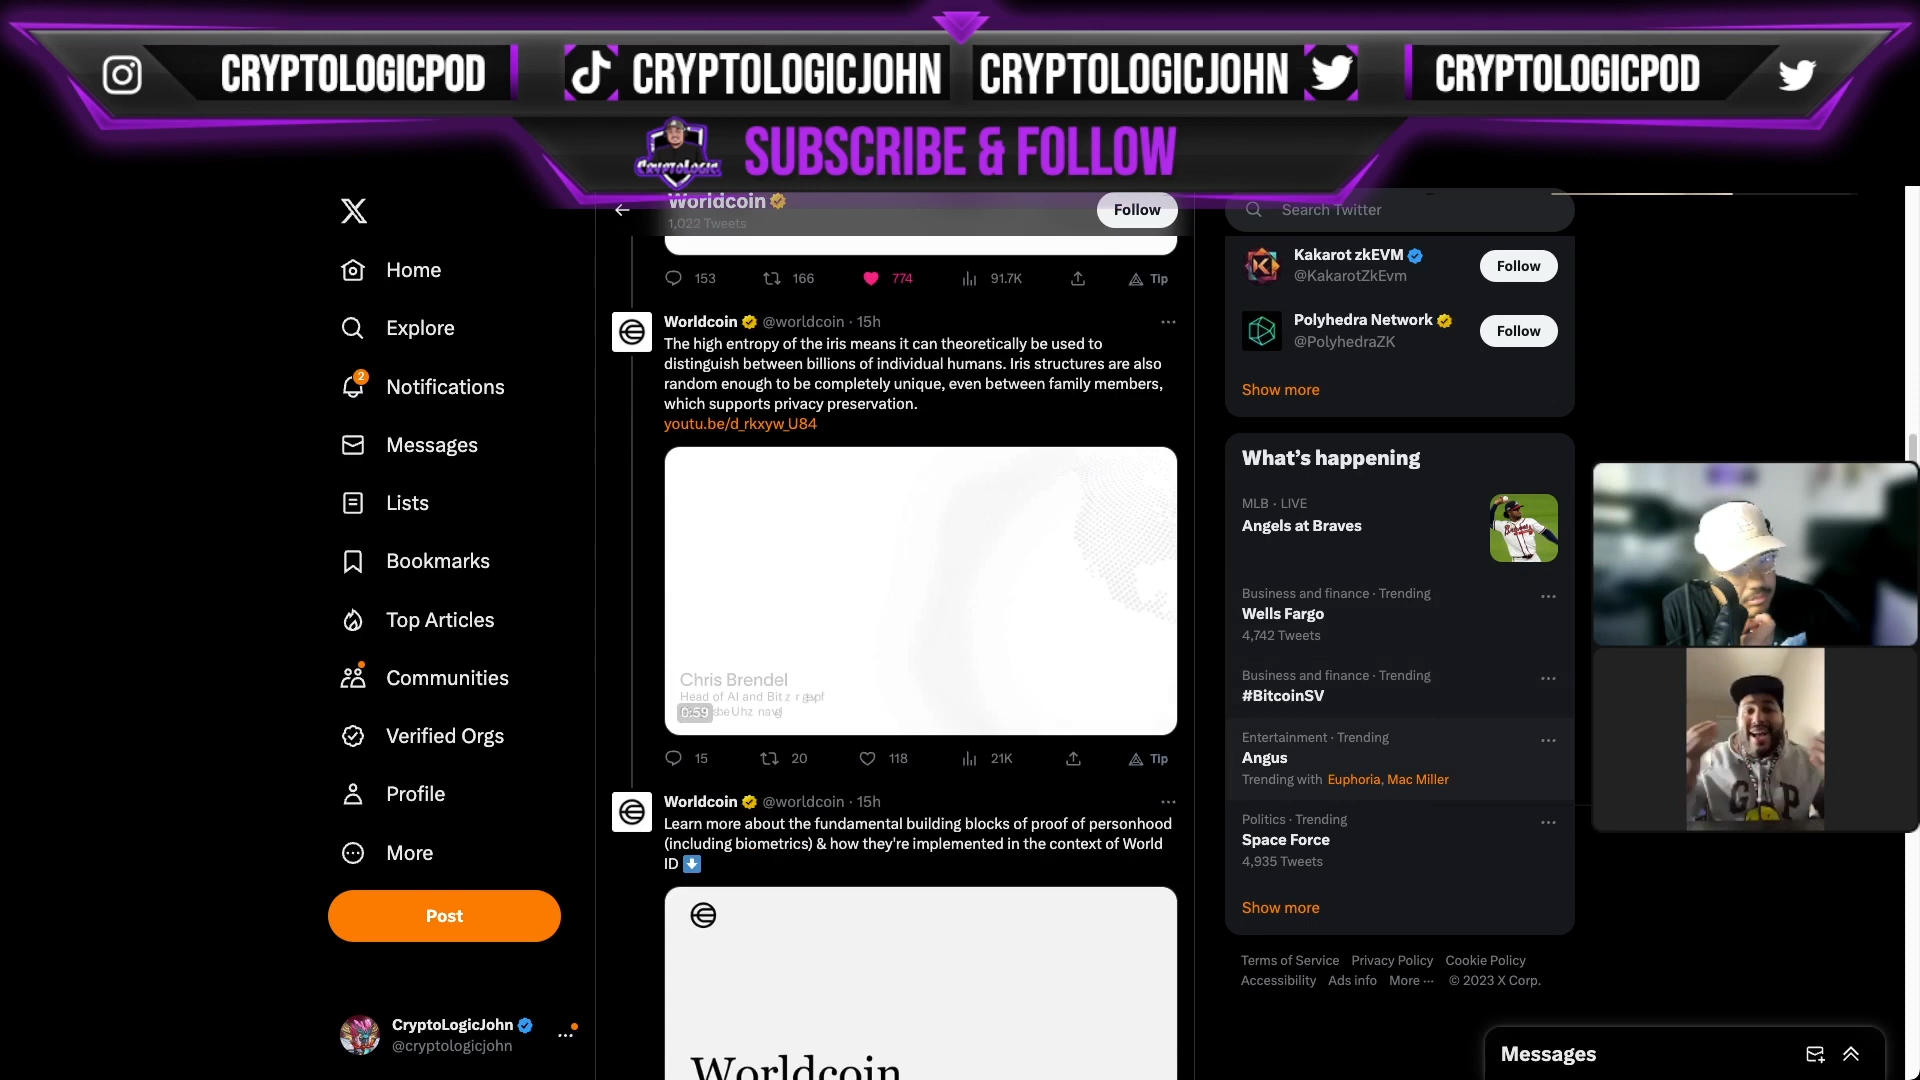 CRYPTOLOGICPOD
CRYPTOLOGICJOHN
CRYPTOLOGICJOHN
CRYPTOLOGICPOD
CRYPTOLOGIC
SUBSCRIBE & FOLLOW
Home
Explore
2
Notifications
Messages
Lists
Bookmarks
Top Articles
Communities
Verified Orgs
Profile
More
Post
CryptoLogicJohn
@cryptologicjohn
Worldcoin
1,022 Tweets
Follow
153 166 774 91.7K Tip
Worldcoin @worldcoin · 15h
The high entropy of the iris means it can theoretically be used to
distinguish between billions of individual humans. Iris structures are also
random enough to be completely unique, even between family members,
which supports privacy preservation.
youtu.be/d_rkxyw_U84
Chris Brendel
Head of AI and
0:59
15 20 118 21K Tip
Worldcoin @worldcoin · 15h
Learn more about the fundamental building blocks of proof of personhood
(including biometrics) & how they're implemented in the context of World
ID
Worldcoin
Search Twitter
Kakarot zkEVM
@KakarotZkEvm
Follow
Polyhedra Network
@PolyhedraZK
Follow
Show more
What's happening
MLB · LIVE
Angels at Braves
Business and finance · Trending
Wells Fargo
4,742 Tweets
Business and finance · Trending
#BitcoinSV
Entertainment · Trending
Angus
Trending with Euphoria, Mac Miller
Politics · Trending
Space Force
4,935 Tweets
Show more
Terms of Service Privacy Policy Cookie Policy
Accessibility Ads info More ··· © 2023 X Corp.
Messages
GAP